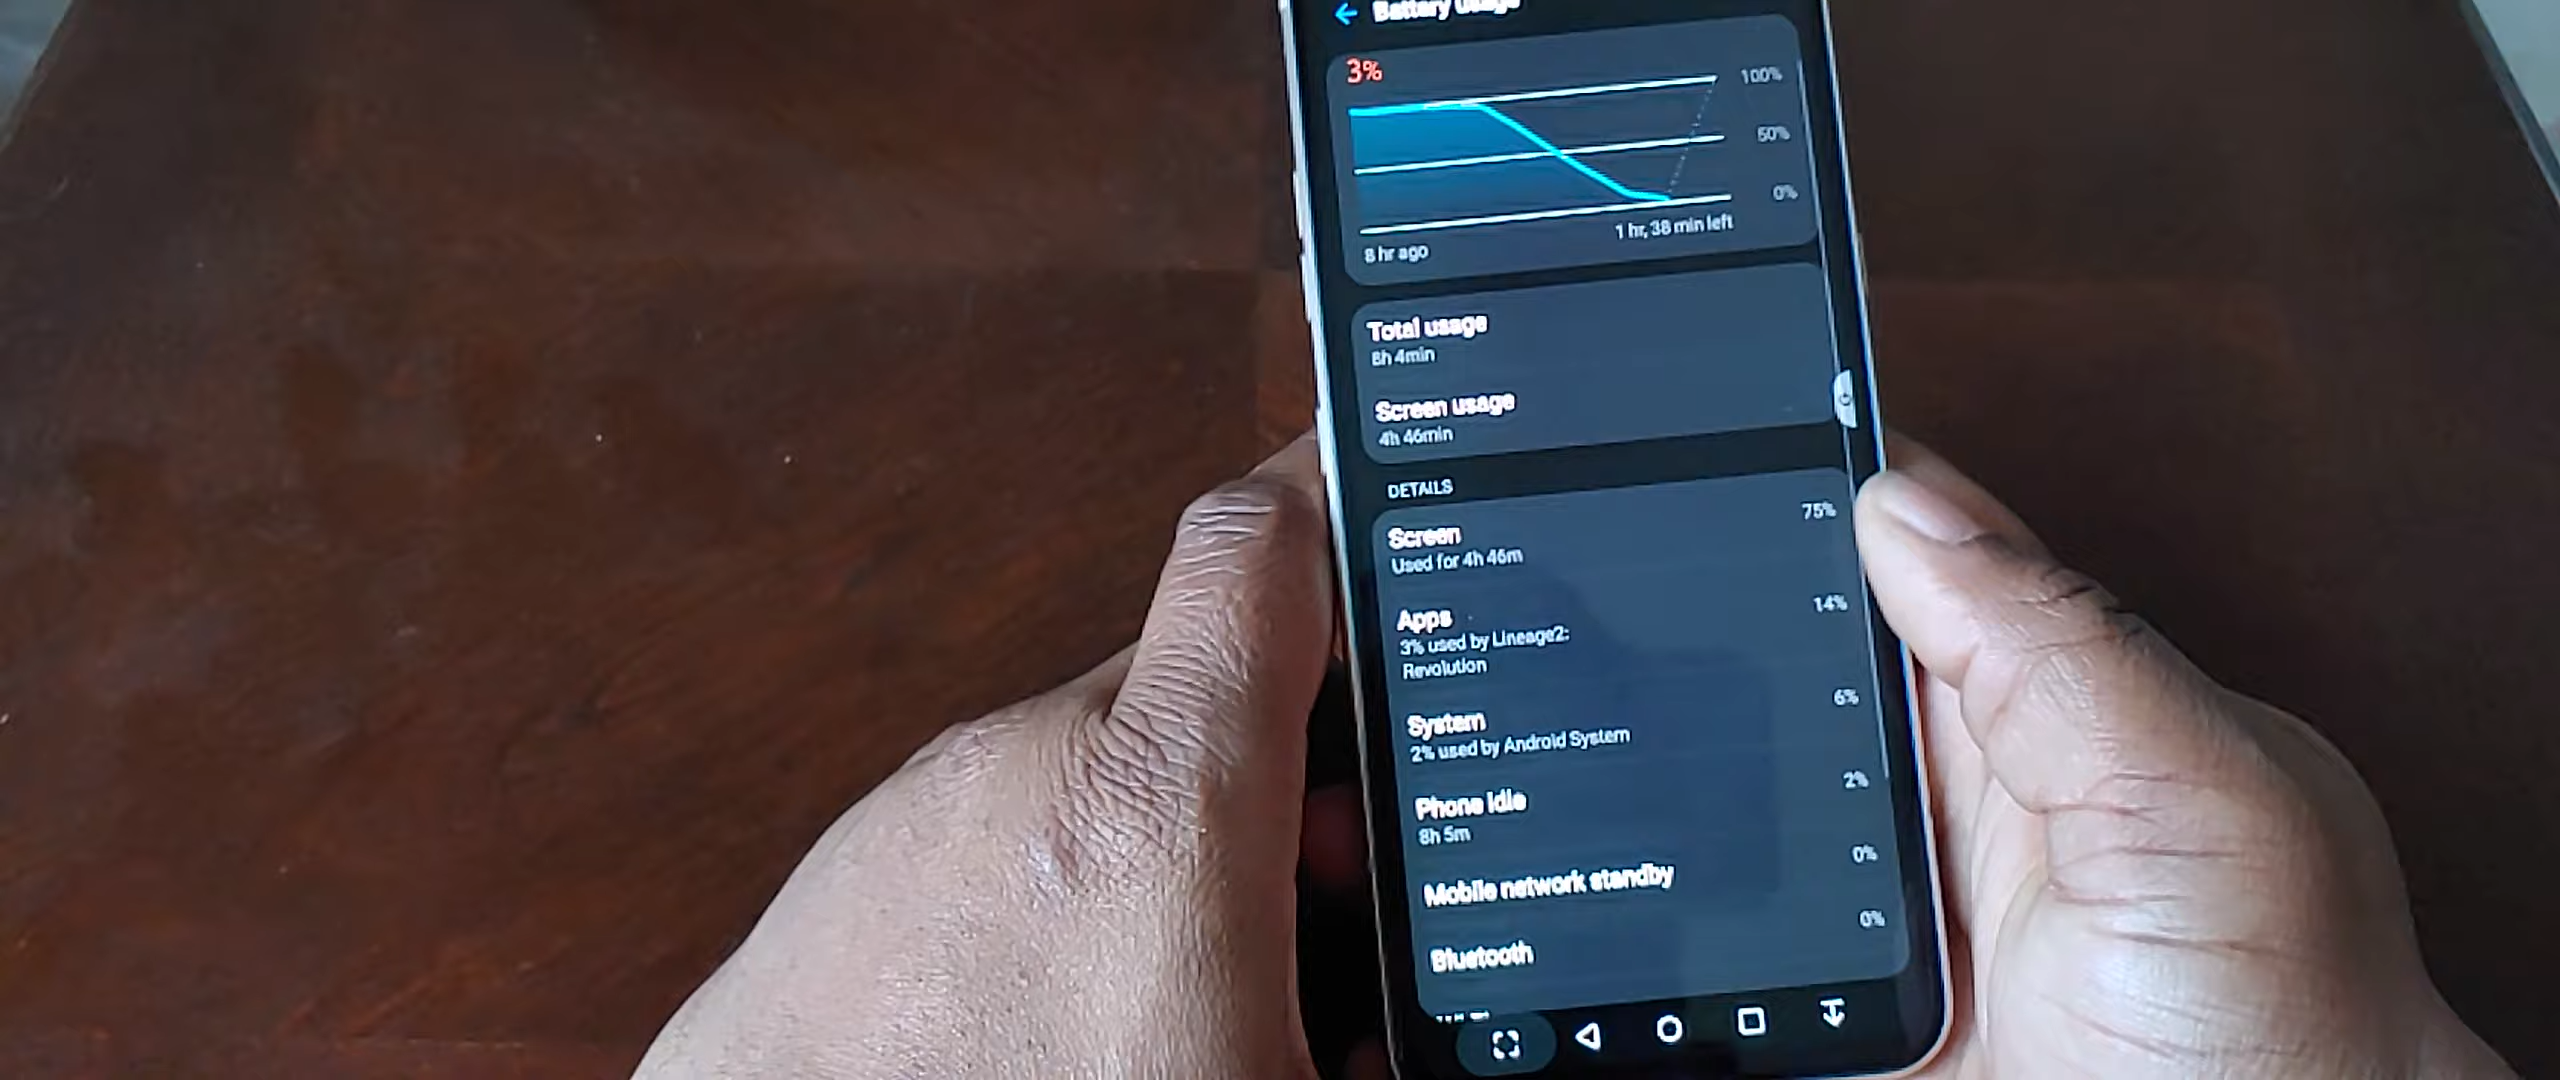 Battery usage
3%
100%
50%
0%
1 hr, 38 min left
8 hr ago
Total usage
8h 4min
Screen usage
4h 46min
DETAILS
Screen 75%
Used for 4h 46m
Apps 14%
3% used by Lineage2:
Revolution
System 6%
2% used by Android System
Phone idle 2%
8h 5m
Mobile network standby 0%
Bluetooth 0%